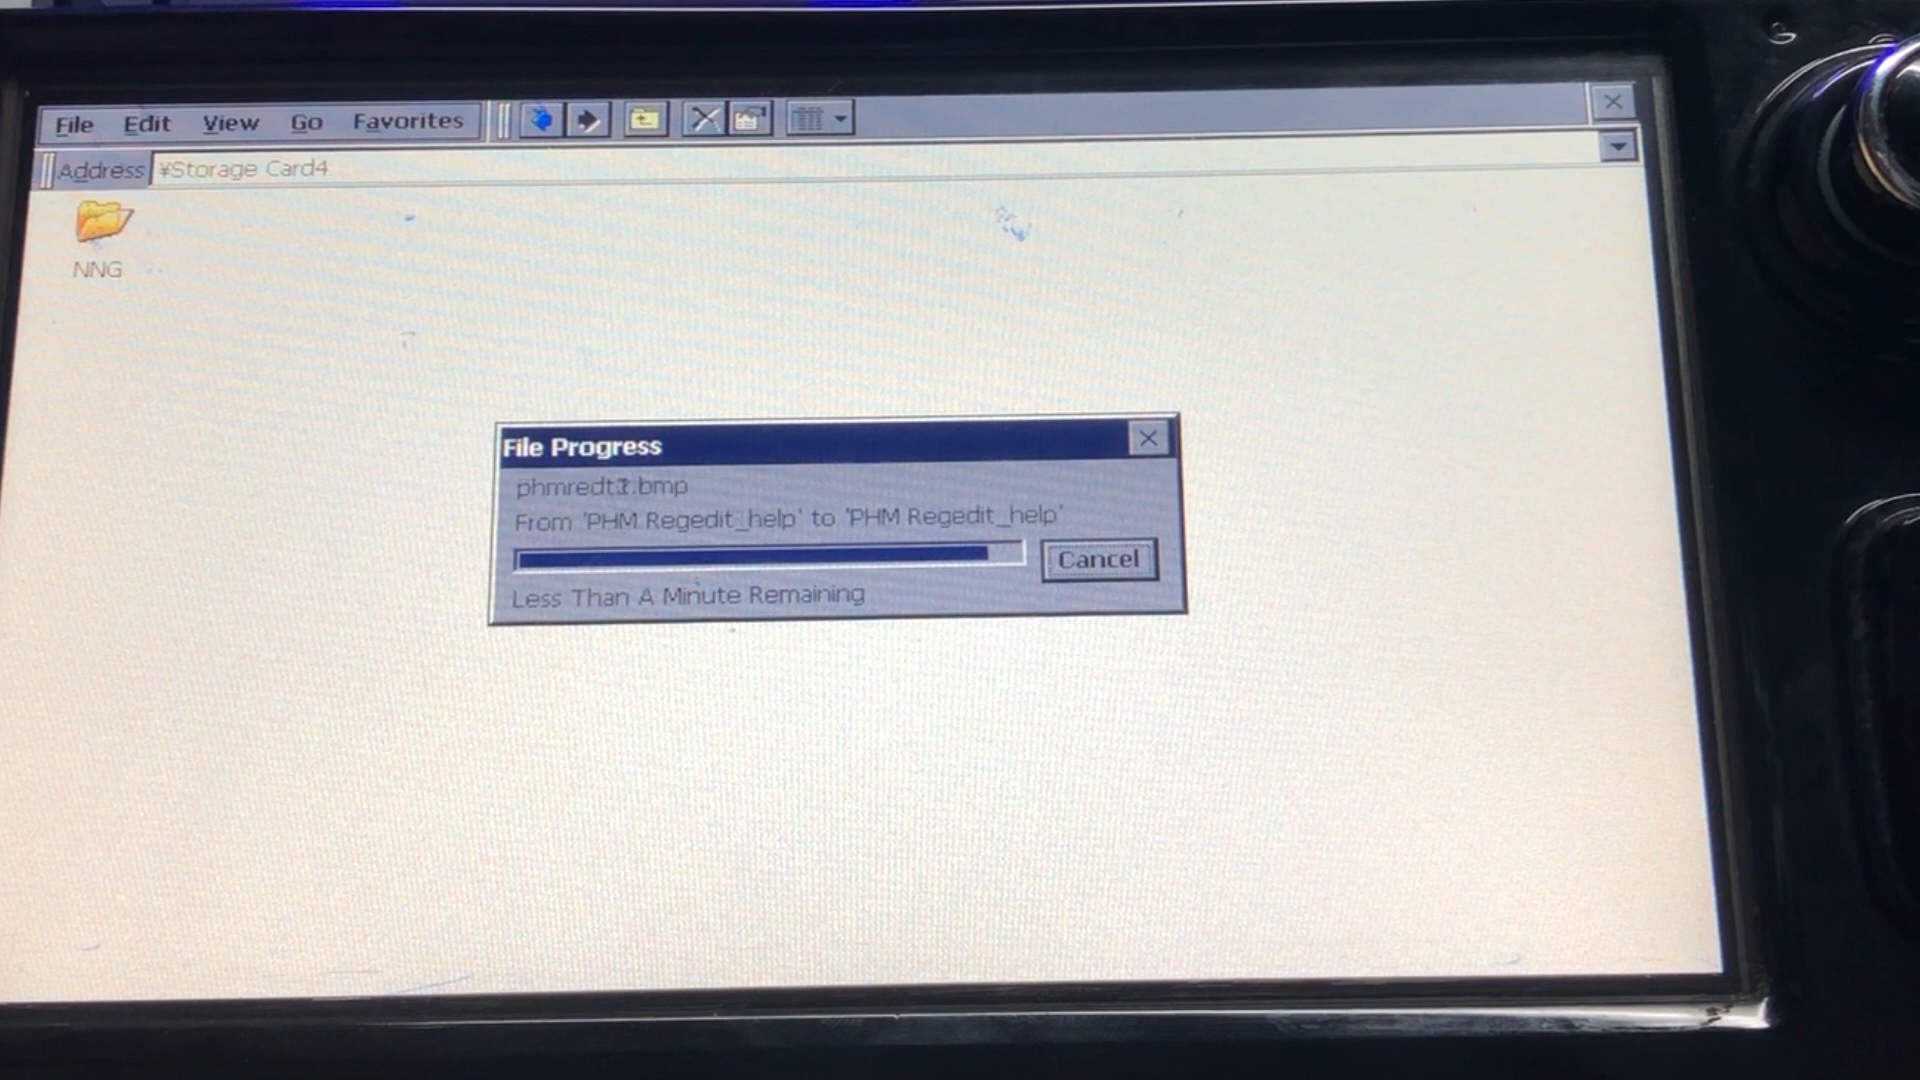 File Edit View Go Favorites
Address ¥Storage Card4
NNG
File Progress
From 'PHM Regedit_help' to 'PHM Regedit_help'
Cancel
Less Than A Minute Remaining